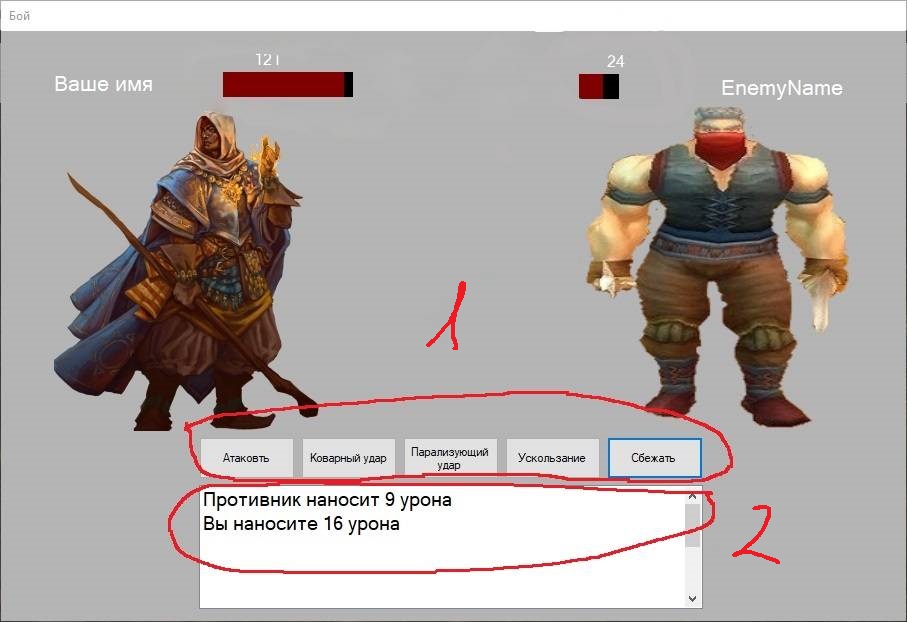 Бой
24
Ваше имя
EnemyName
1
Атаковть
Коварный удар
Парализующий
удар
Ускользание
Сбежать
Противник наносит 9 урона
Вы наносите 16 урона
2